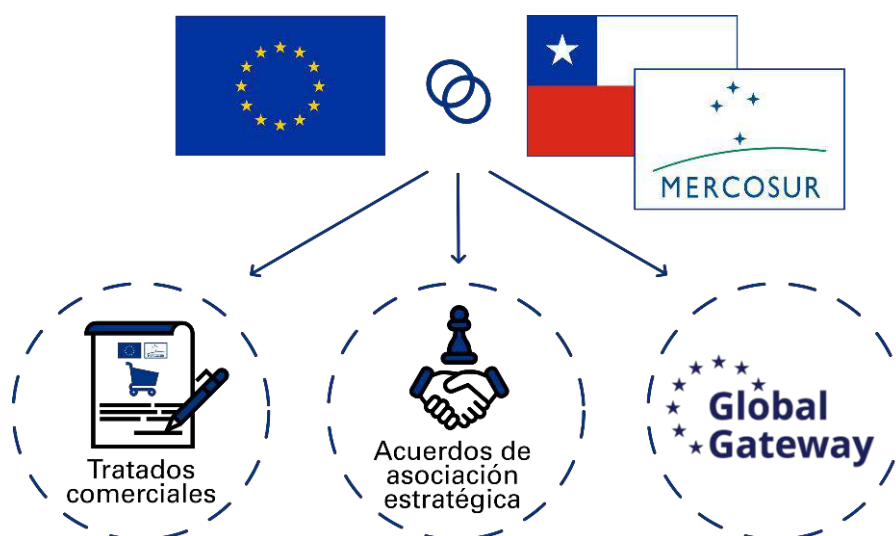 MERCOSUR
Tratados
comerciales
Acuerdos de
asociación
estratégica
Global
Gateway